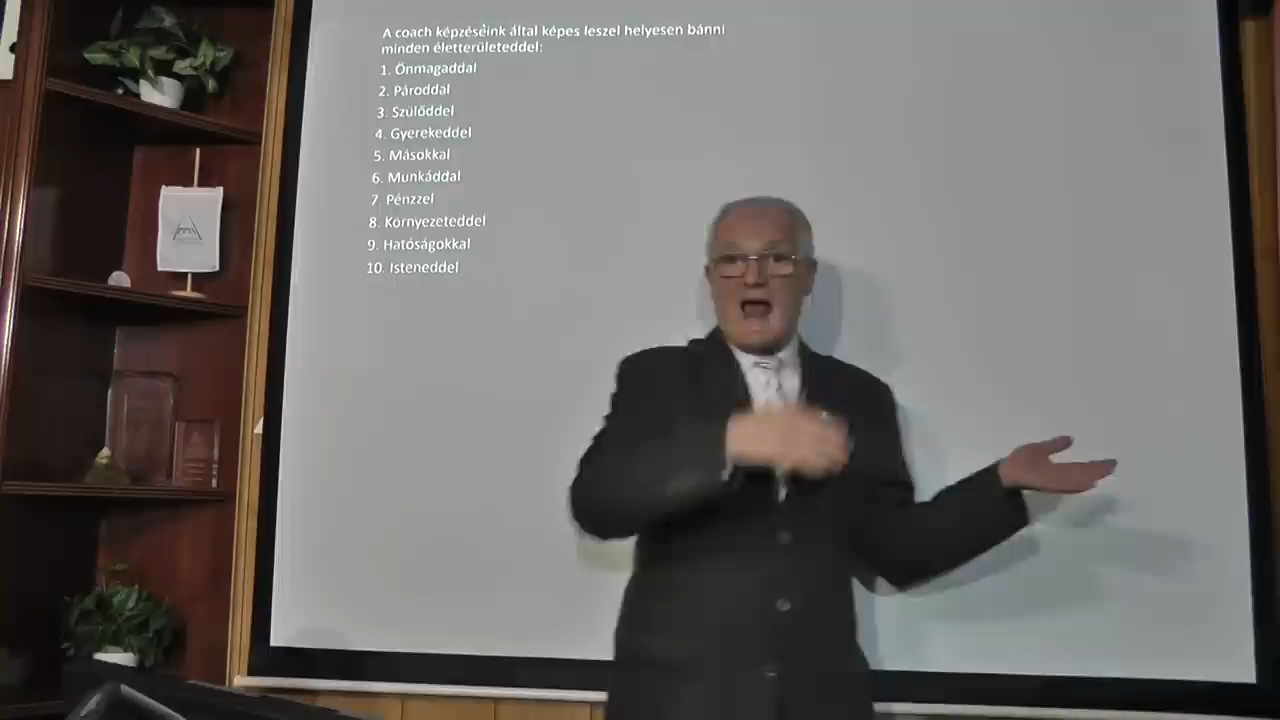 A coach képzéseink által képes leszel helyesen bánni
minden életterületeddel:
1. Önmagaddal
2. Pároddal
3. Szülőddel
4. Gyerekeddel
5. Másokkal
6. Munkáddal
7 Pénzzel
8. Környezeteddel
9. Hatóságokkal
10. Isteneddel